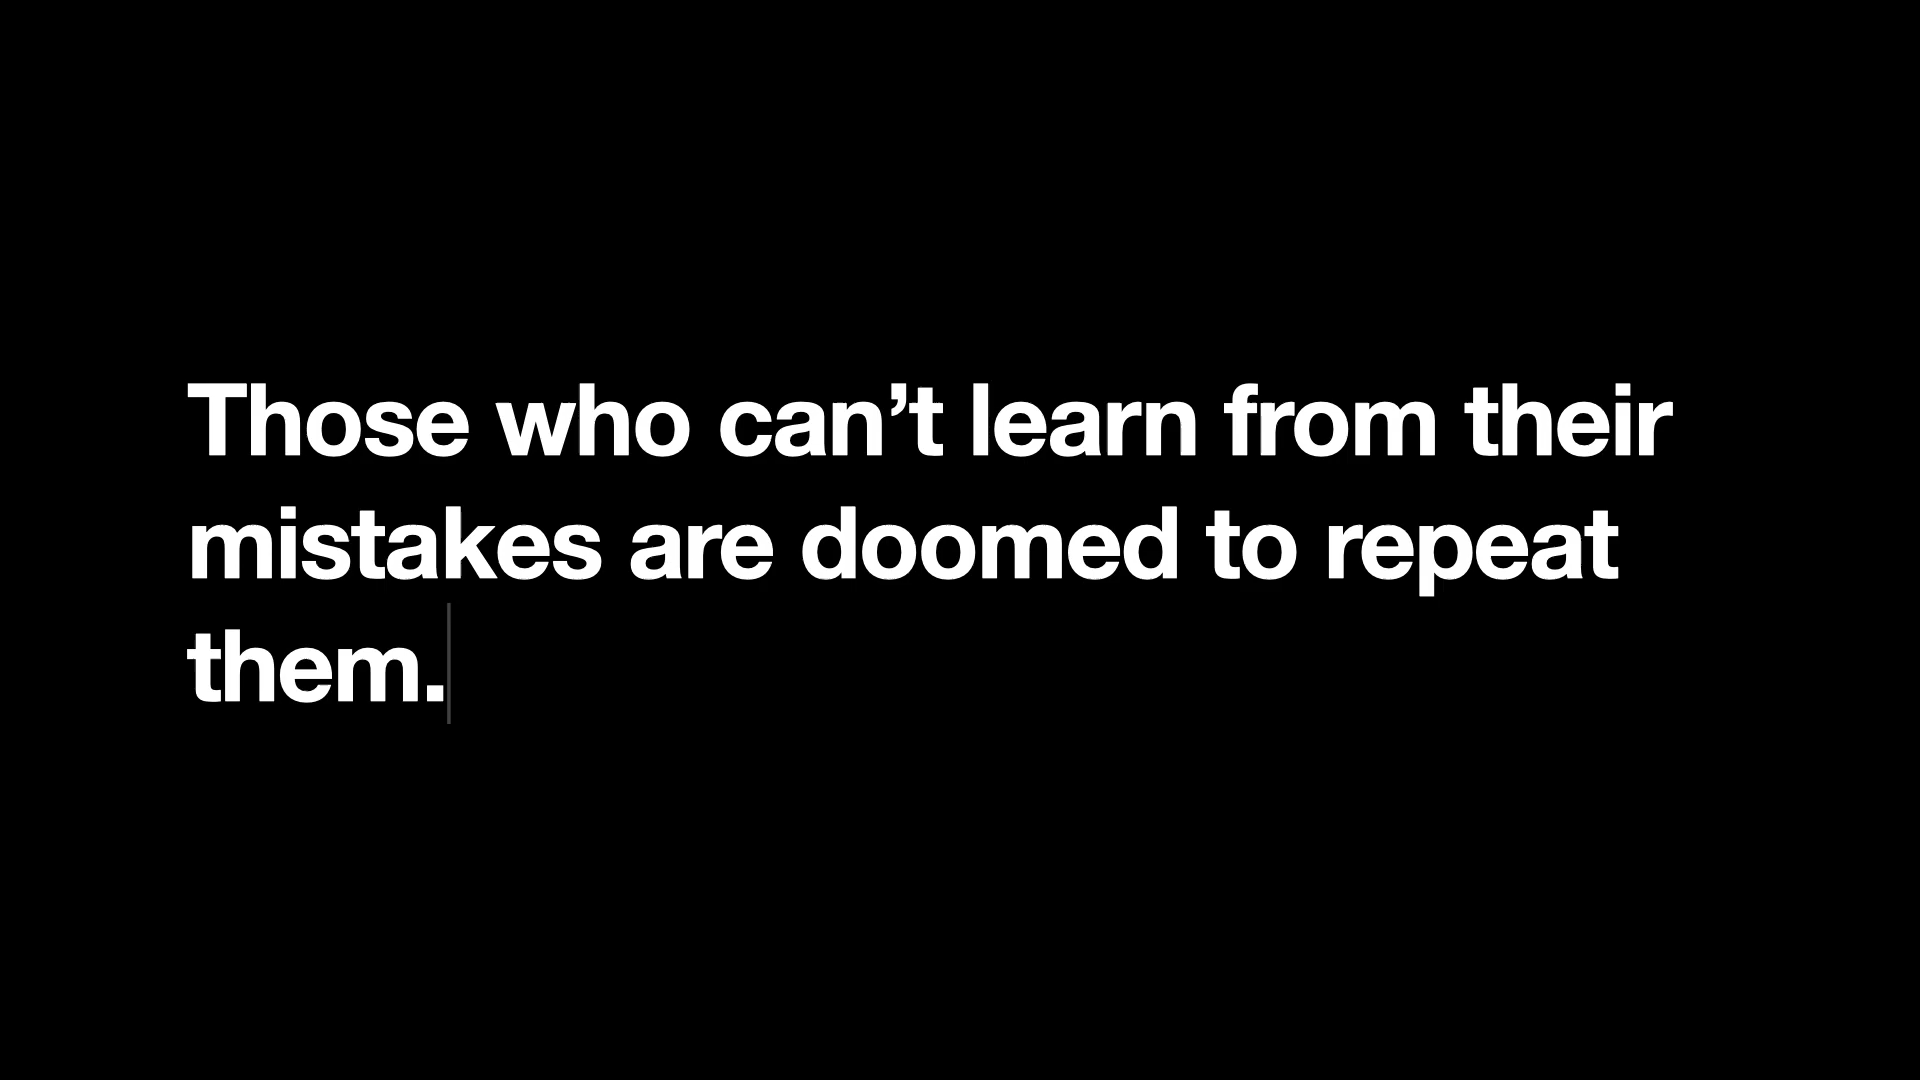 Those who can’t learn from their
mistakes are doomed to repeat
them.